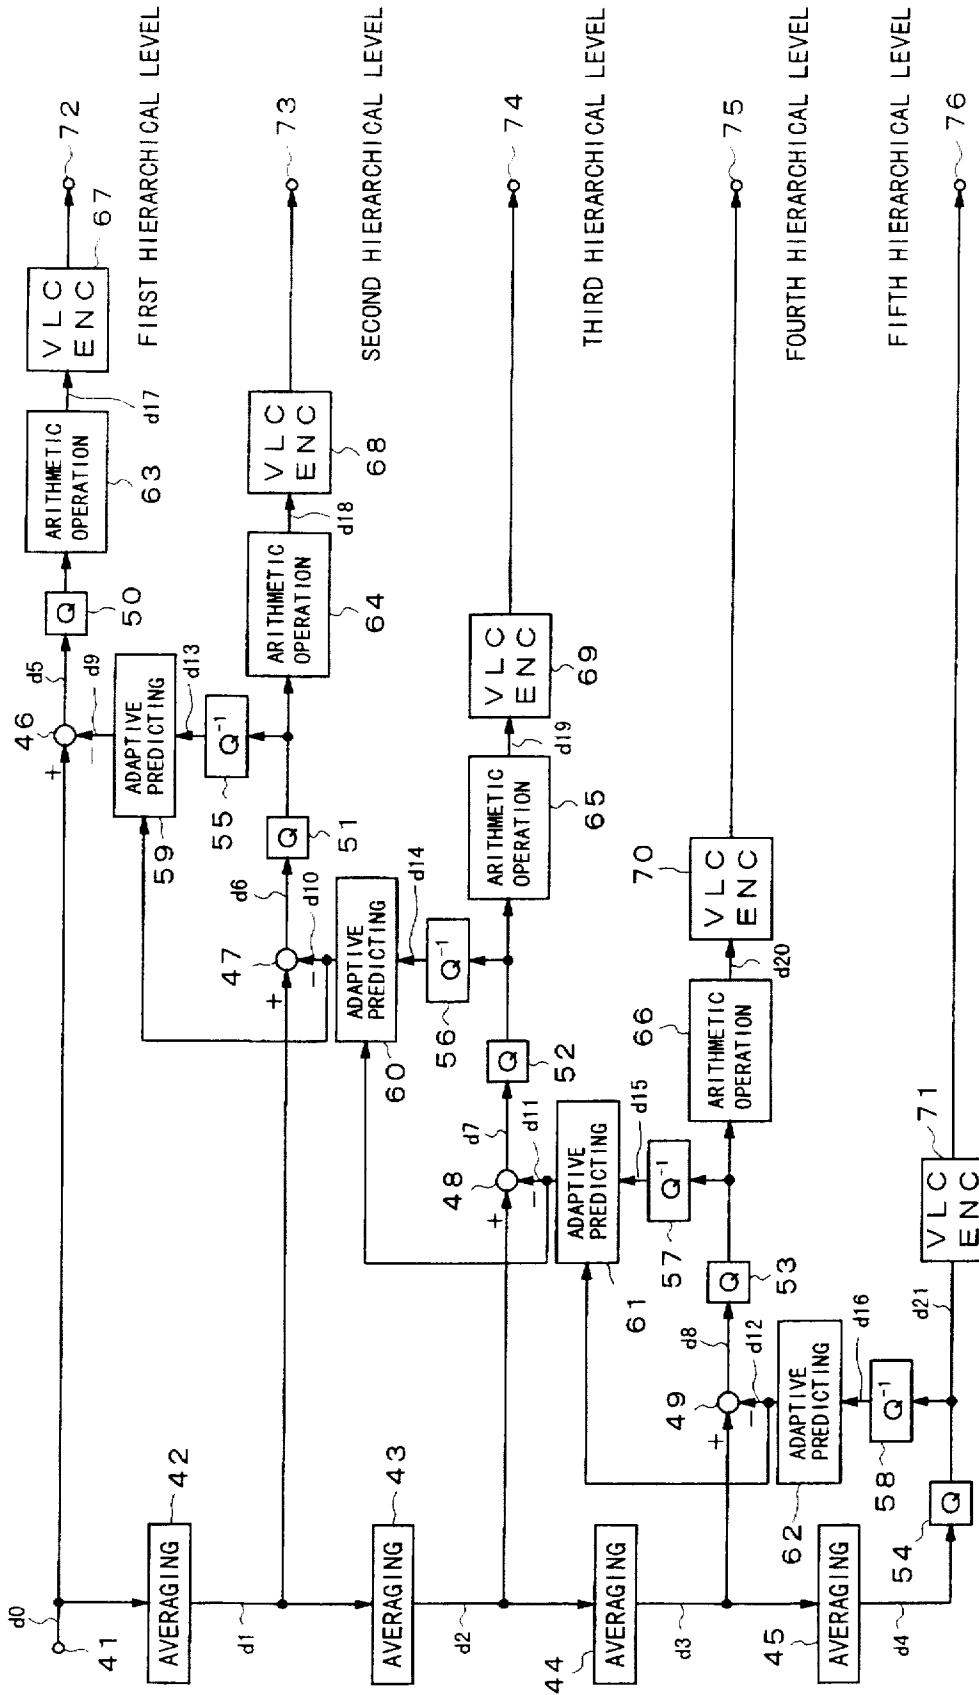 d0
41
AVERAGING
42
d1
AVERAGING
43
d2
44
AVERAGING
d3
45
AVERAGING
d4
+
46
−
d5
d9
Q
50
ARITHMETIC
OPERATION
63
d17
VLC
ENC
67
72
FIRST HIERARCHICAL LEVEL
59
ADAPTIVE
PREDICTING
d13
Q⁻¹
55
+
47
−
d6
d10
Q
51
ARITHMETIC
OPERATION
64
d18
VLC
ENC
68
73
SECOND HIERARCHICAL LEVEL
60
ADAPTIVE
PREDICTING
d14
Q⁻¹
56
+
48
−
d7
d11
Q
52
ARITHMETIC
OPERATION
65
d19
VLC
ENC
69
74
THIRD HIERARCHICAL LEVEL
61
ADAPTIVE
PREDICTING
d15
Q⁻¹
57
+
49
−
d8
d12
Q
53
66
ARITHMETIC
OPERATION
d20
70
VLC
ENC
75
FOURTH HIERARCHICAL LEVEL
62
ADAPTIVE
PREDICTING
d16
Q⁻¹
58
54
Q
d21
VLC
ENC
71
76
FIFTH HIERARCHICAL LEVEL